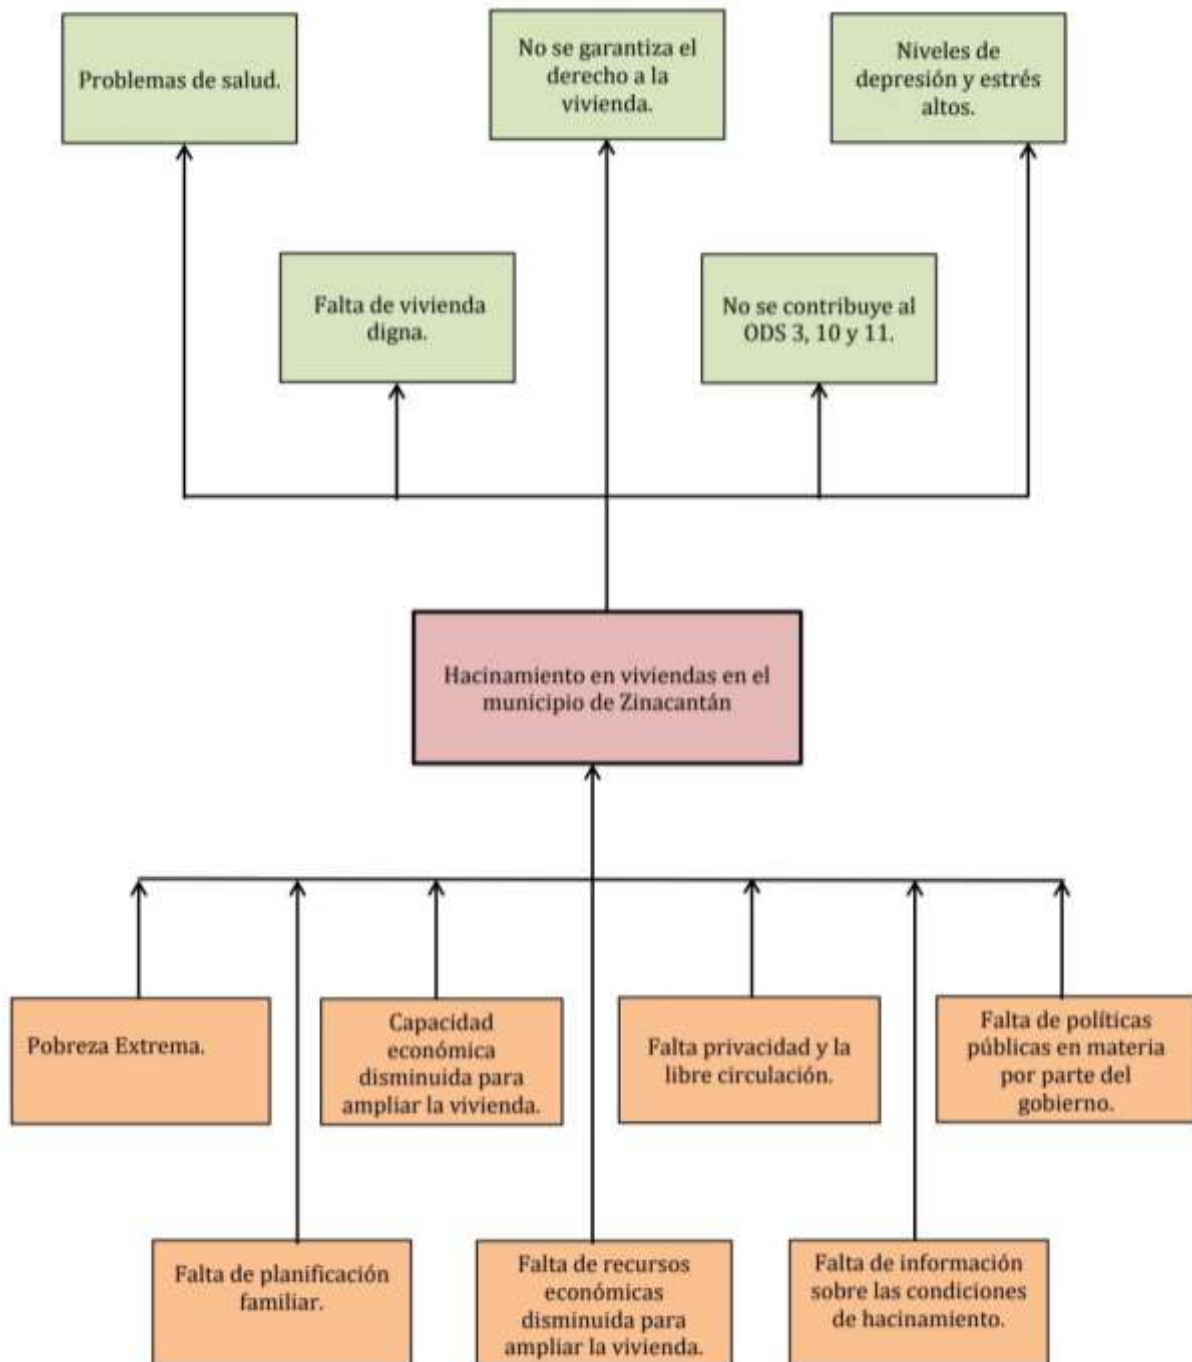 Problemas de salud.
No se garantiza el
derecho a la
vivienda.
Niveles de
depresión y estrés
altos.
Falta de vivienda
digna.
No se contribuye al
ODS 3, 10 y 11.
Hacinamiento en viviendas en el
municipio de Zinacantán
Pobreza Extrema.
Capacidad
económica
disminuida para
ampliar la vivienda.
Falta privacidad y la
libre circulación.
Falta de políticas
públicas en materia
por parte del
gobierno.
Falta de planificación
familiar.
Falta de recursos
económicas
disminuida para
ampliar la vivienda.
Falta de información
sobre las condiciones
de hacinamiento.